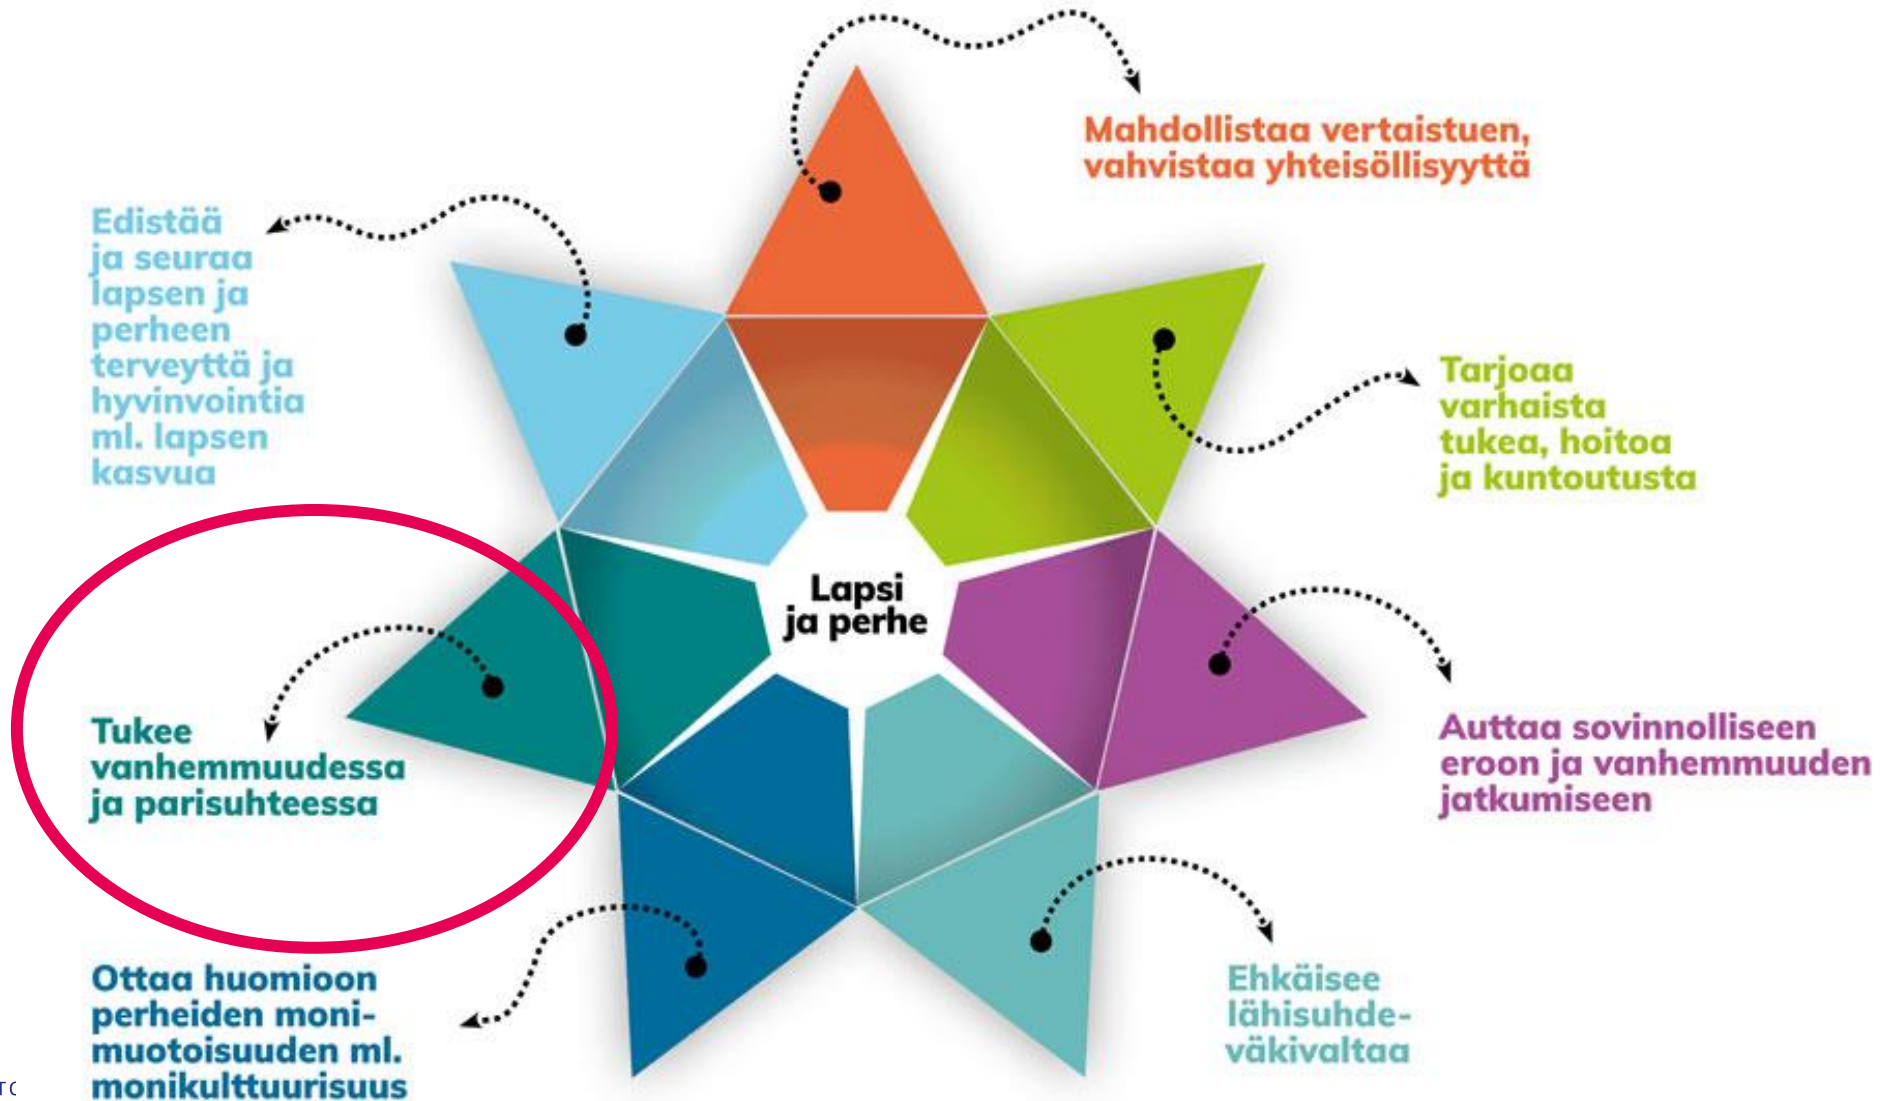 Mahdollistaa vertaistuen,
vahvistaa yhteisöllisyyttä
Edistää
ja seuraa
lapsen ja
perheen
terveyttä ja
hyvinvointia
ml. lapsen
kasvua
Tarjoaa
varhaista
tukea, hoitoa
ja kuntoutusta
Lapsi
ja perhe
Tukee
vanhemmuudessa
ja parisuhteessa
Auttaa sovinnolliseen
eroon ja vanhemmuuden
jatkumiseen
Ottaa huomioon
perheiden moni-
muotoisuuden ml.
monikulttuurisuus
Ehkäisee
lähisuhde-
väkivaltaa